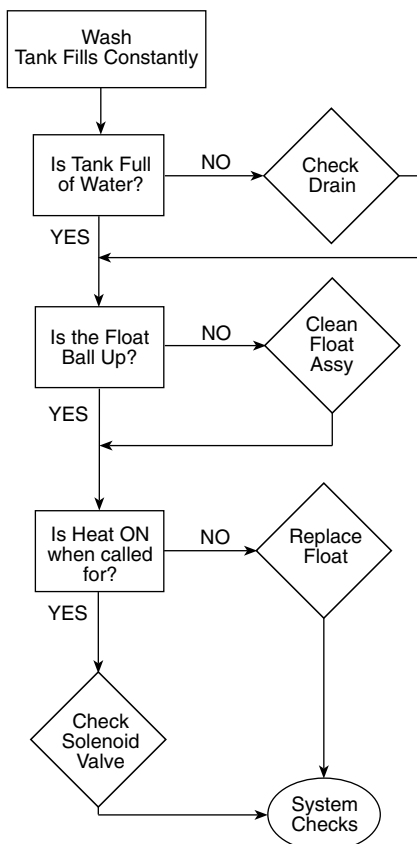 Wash
Tank Fills Constantly
Is Tank Full
of Water?
NO
Check
Drain
YES
Is the Float
Ball Up?
NO
Clean
Float
Assy
YES
Is Heat ON
when called
for?
NO
Replace
Float
YES
Check
Solenoid
Valve
System
Checks